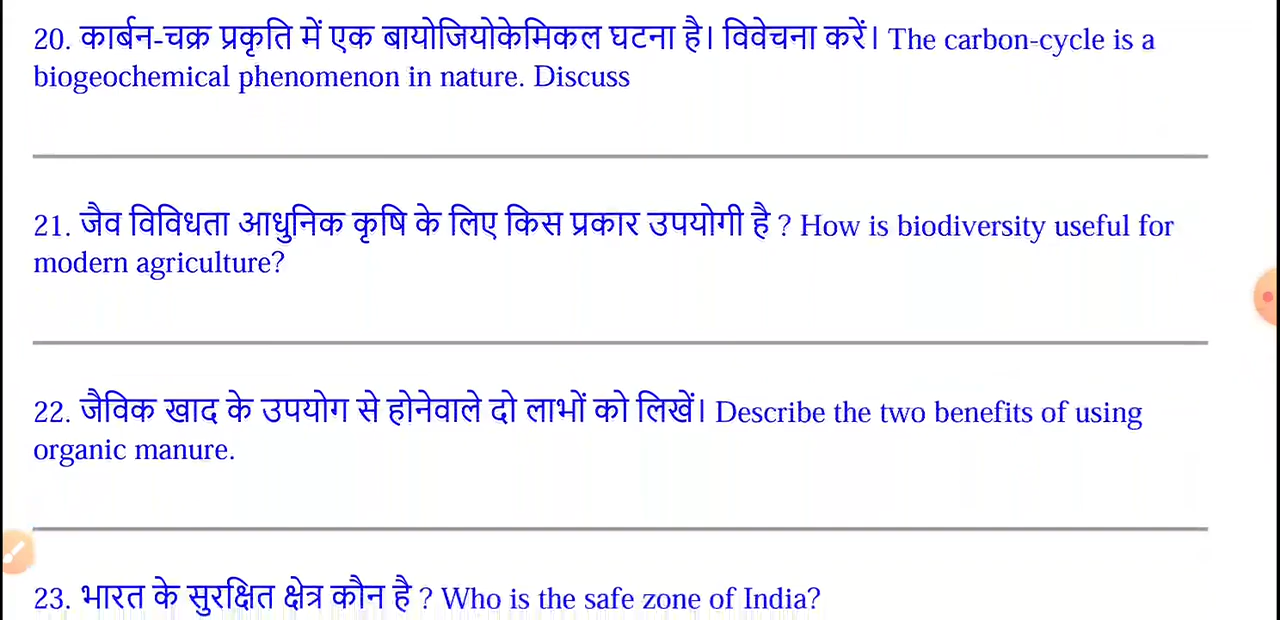 20. कार्बन-चक्र प्रकृति में एक बायोजियोकेमिकल घटना है। विवेचना करें। The carbon-cycle is a
biogeochemical phenomenon in nature. Discuss
21. जैव विविधता आधुनिक कृषि के लिए किस प्रकार उपयोगी है ? How is biodiversity useful for
modern agriculture?
22. जैविक खाद के उपयोग से होनेवाले दो लाभों को लिखें। Describe the two benefits of using
organic manure.
23. भारत के सुरक्षित क्षेत्र कौन है ? Who is the safe zone of India?